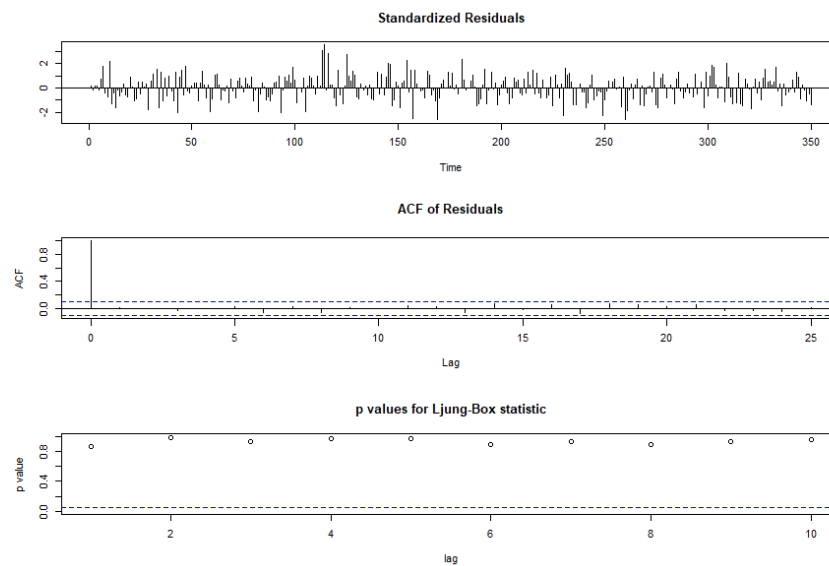 Standardized Residuals
2
1
0
-2
0 50 100 150 200 250 300 350
Time
ACF of Residuals
ACF
0.8
0.4
0.0
0 5 10 15 20 25
Lag
p values for Ljung-Box statistic
p value
0.8
0.4
0.0
2 4 6 8 10
lag